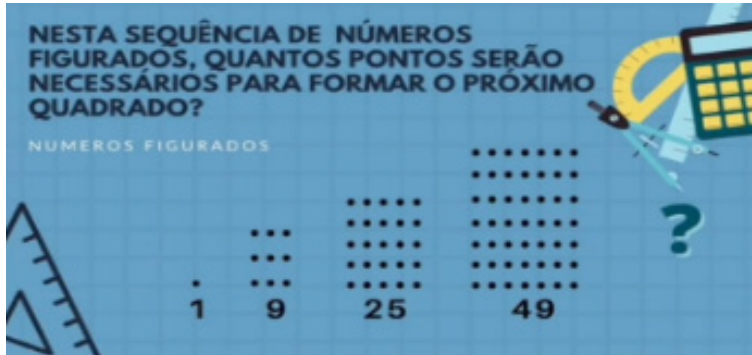 NESTA SEQUÊNCIA DE NÚMEROS
FIGURADOS, QUANTOS PONTOS SERÃO
NECESSÁRIOS PARA FORMAR O PRÓXIMO
QUADRADO?
NUMEROS FIGURADOS
?
1 9 25 49